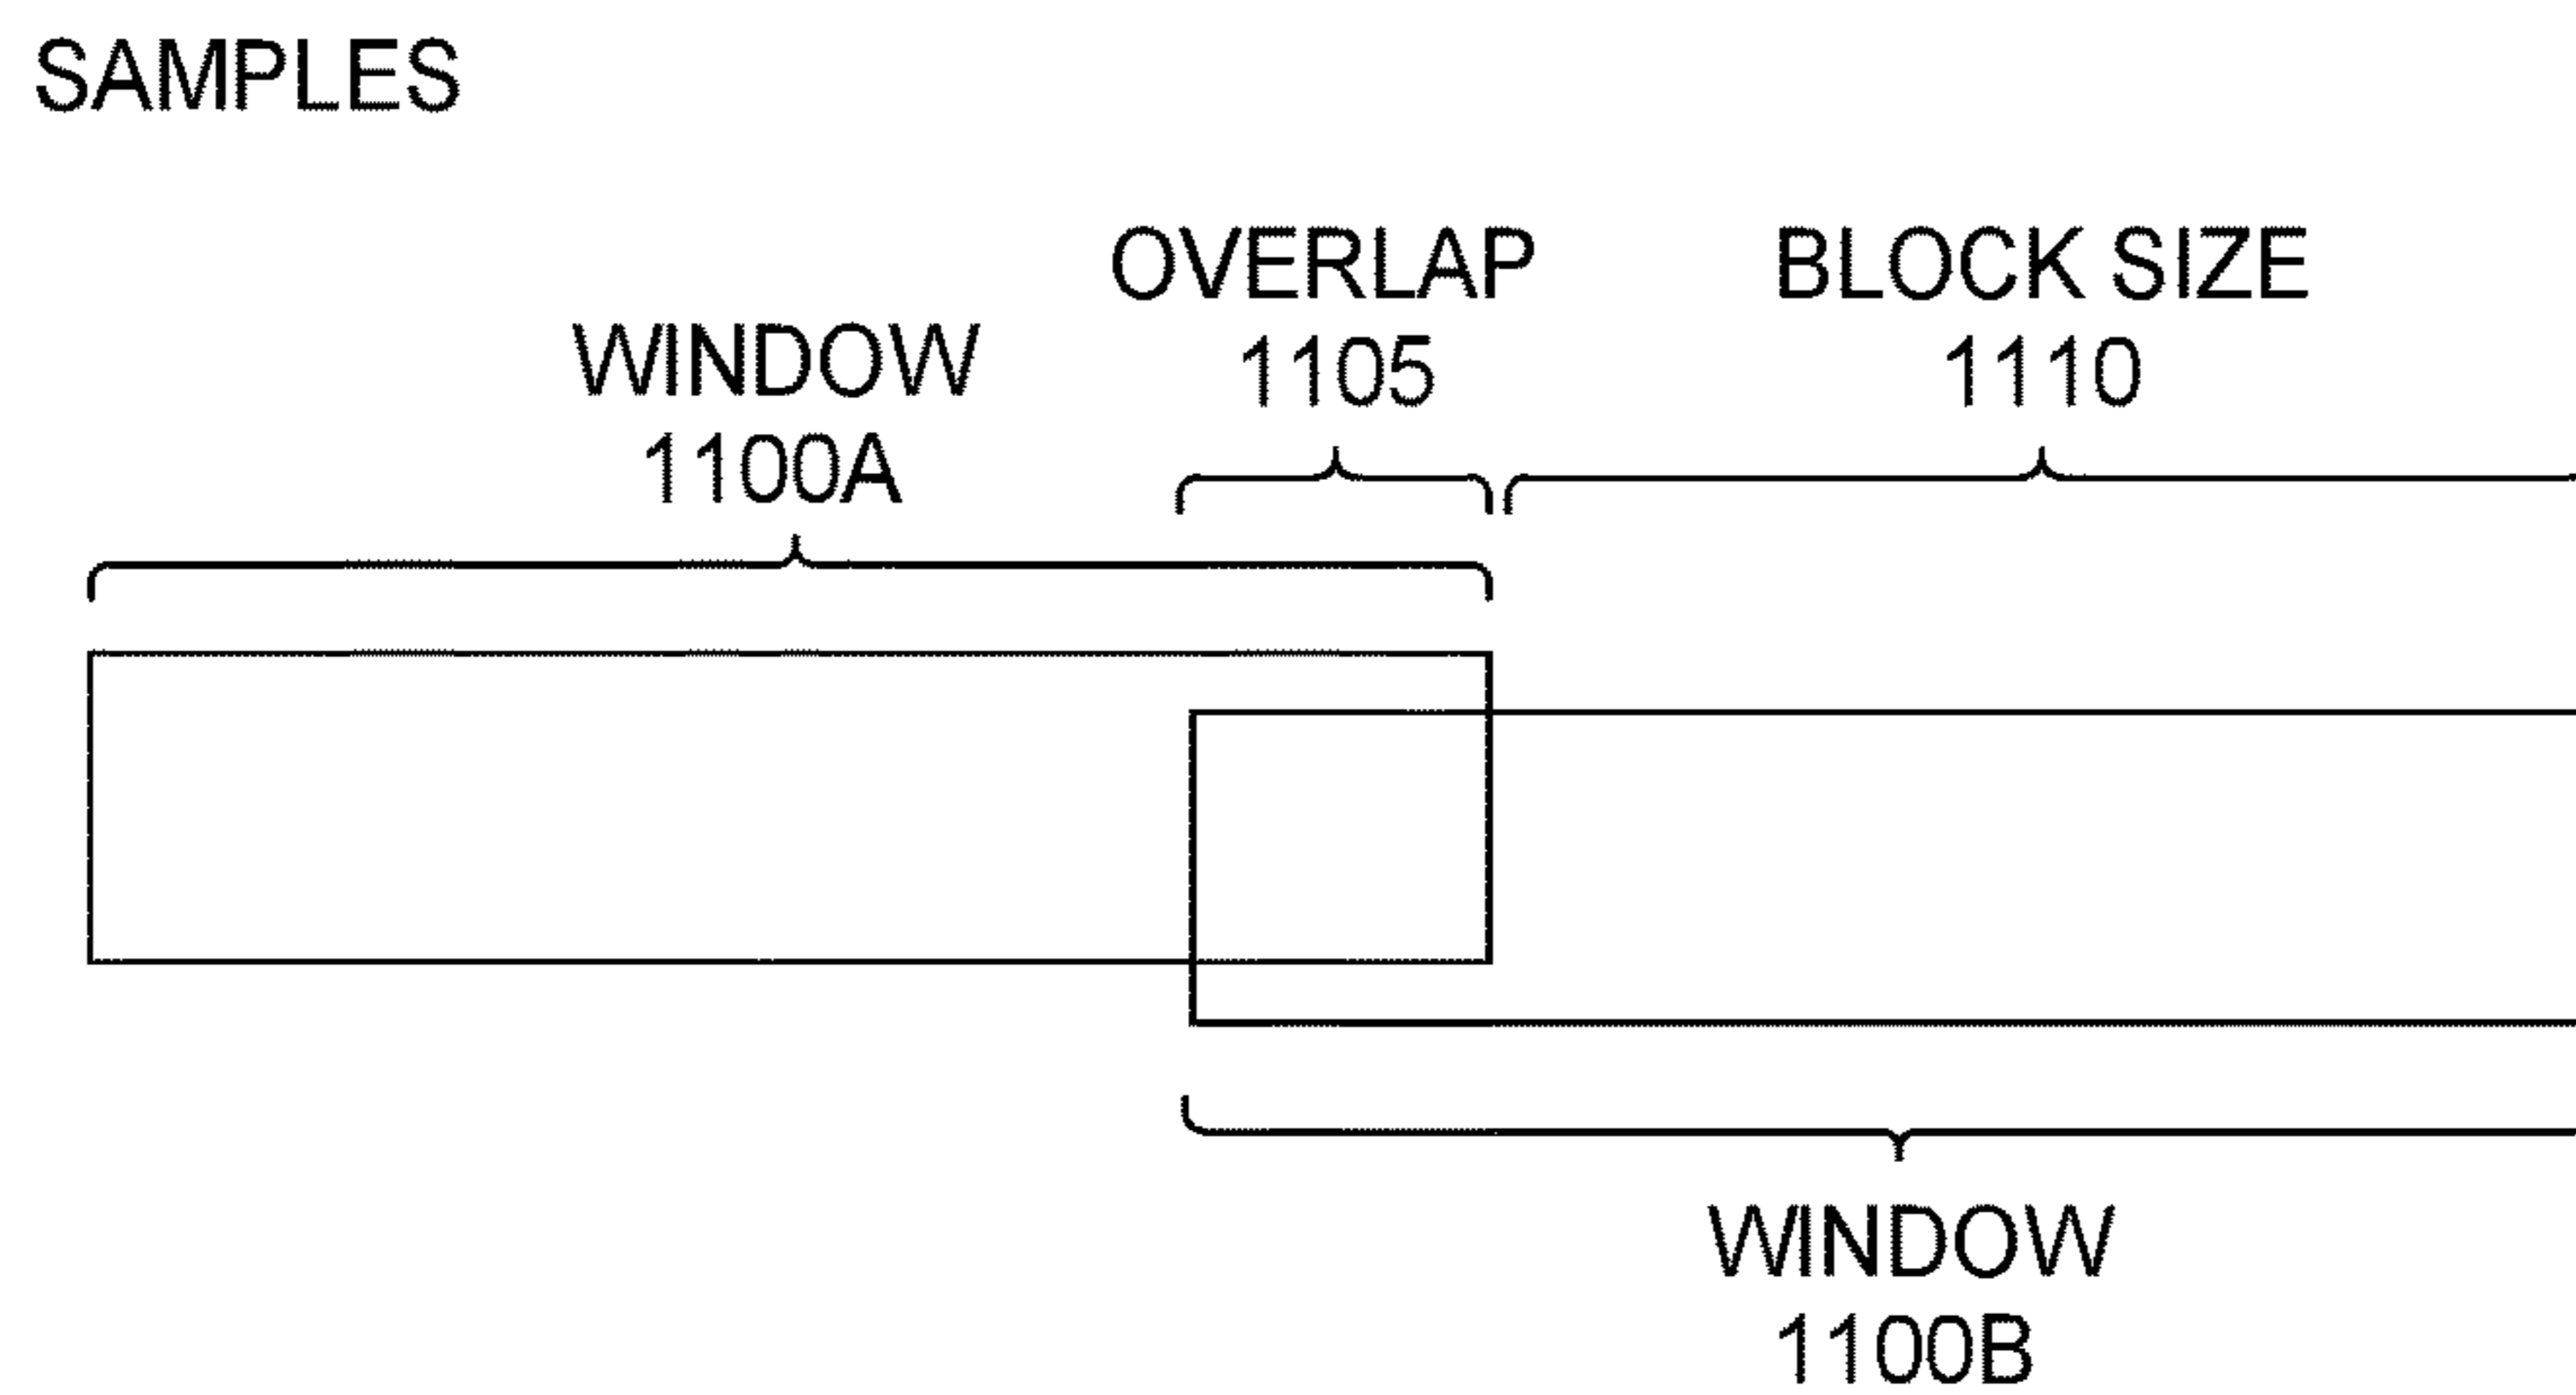 SAMPLES
OVERLAP
1105
BLOCK SIZE
1110
WINDOW
1100A
WINDOW
1100B